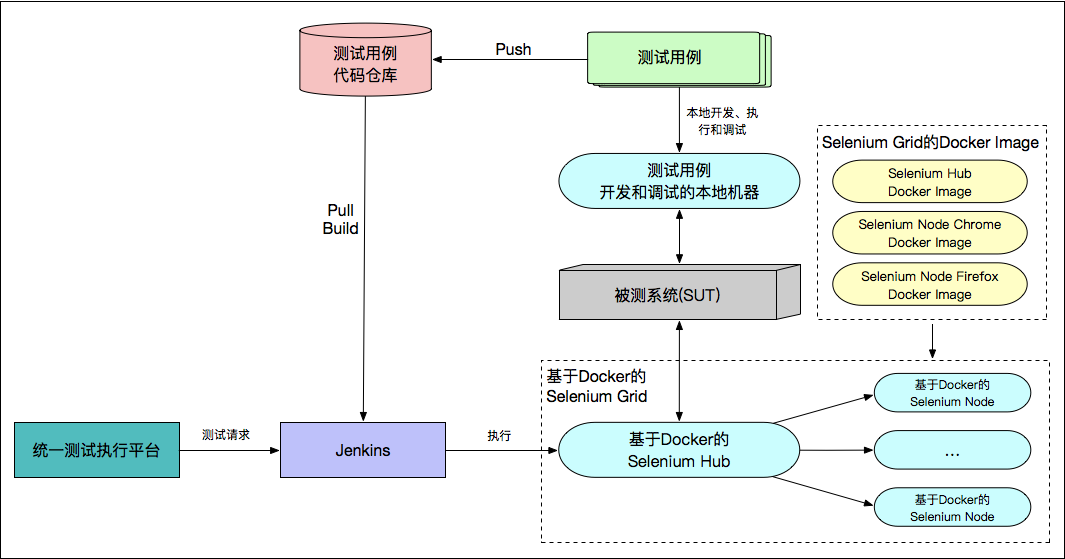 测试用例
代码仓库
Push
测试用例
本地开发、执
行和调试
Selenium Grid的Docker Image
Selenium Hub
Docker Image
Selenium Node Chrome
Docker Image
Selenium Node Firefox
Docker Image
测试用例
开发和调试的本地机器
Pull
Build
被测系统(SUT)
基于Docker的
Selenium Grid
基于Docker的
Selenium Node
统一测试执行平台
测试请求
Jenkins
执行
基于Docker的
Selenium Hub
...
基于Docker的
Selenium Node